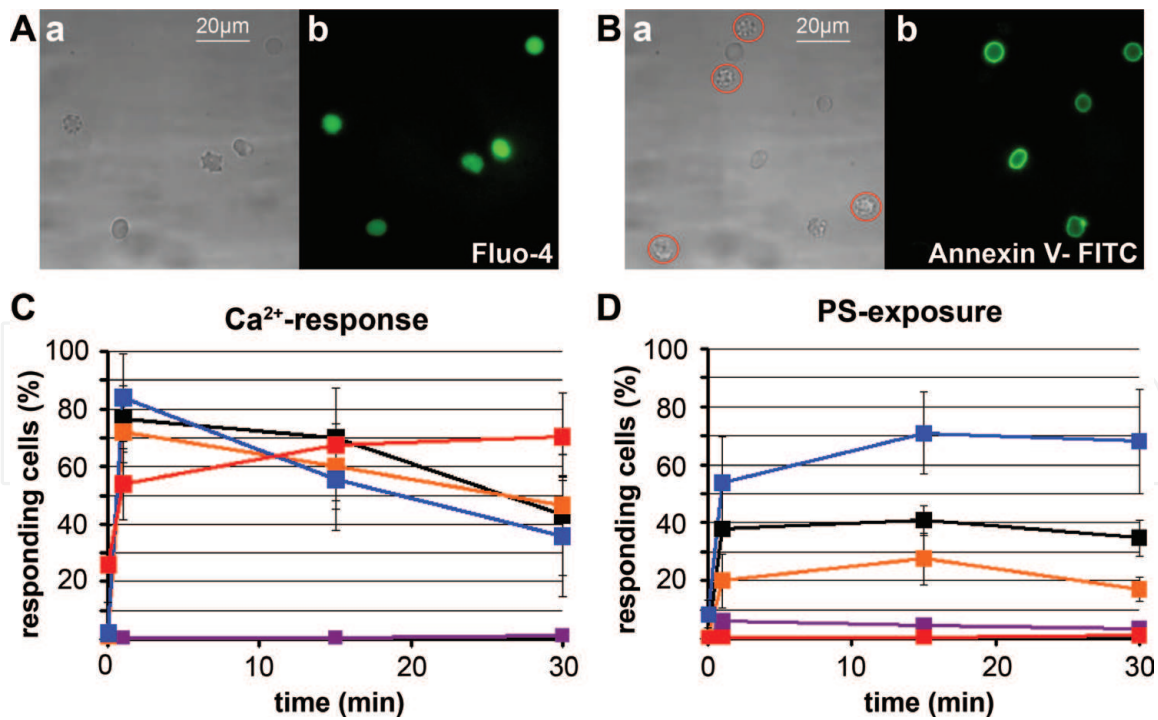 A a 20µm b Fluo-4
B a 20µm b Annexin V- FITC
C Ca²⁺-response
responding cells (%)
100
80
60
40
20
0 10 20 30
time (min)
D PS-exposure
responding cells (%)
100
80
60
40
20
0 10 20 30
time (min)